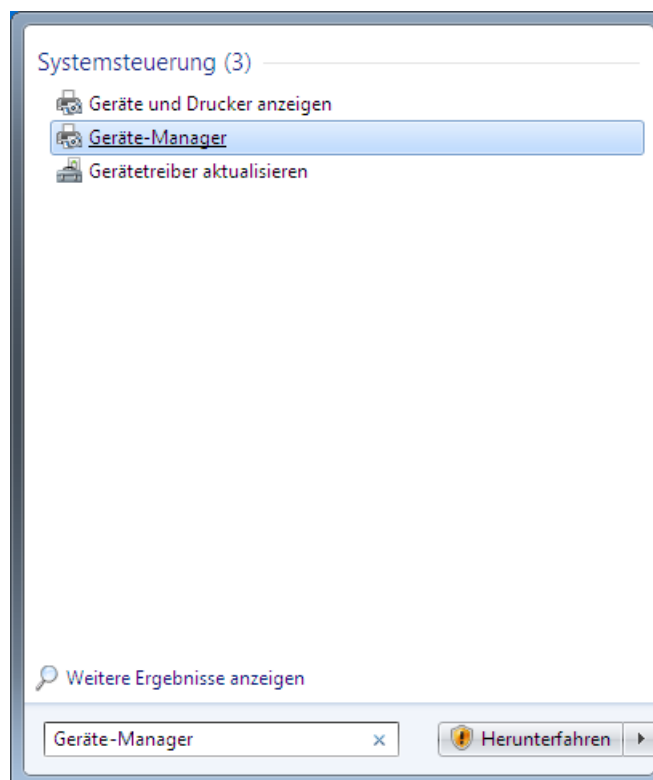 Systemsteuerung (3)
Geräte und Drucker anzeigen
Geräte-Manager
Gerätetreiber aktualisieren
Weitere Ergebnisse anzeigen
Geräte-Manager
Herunterfahren